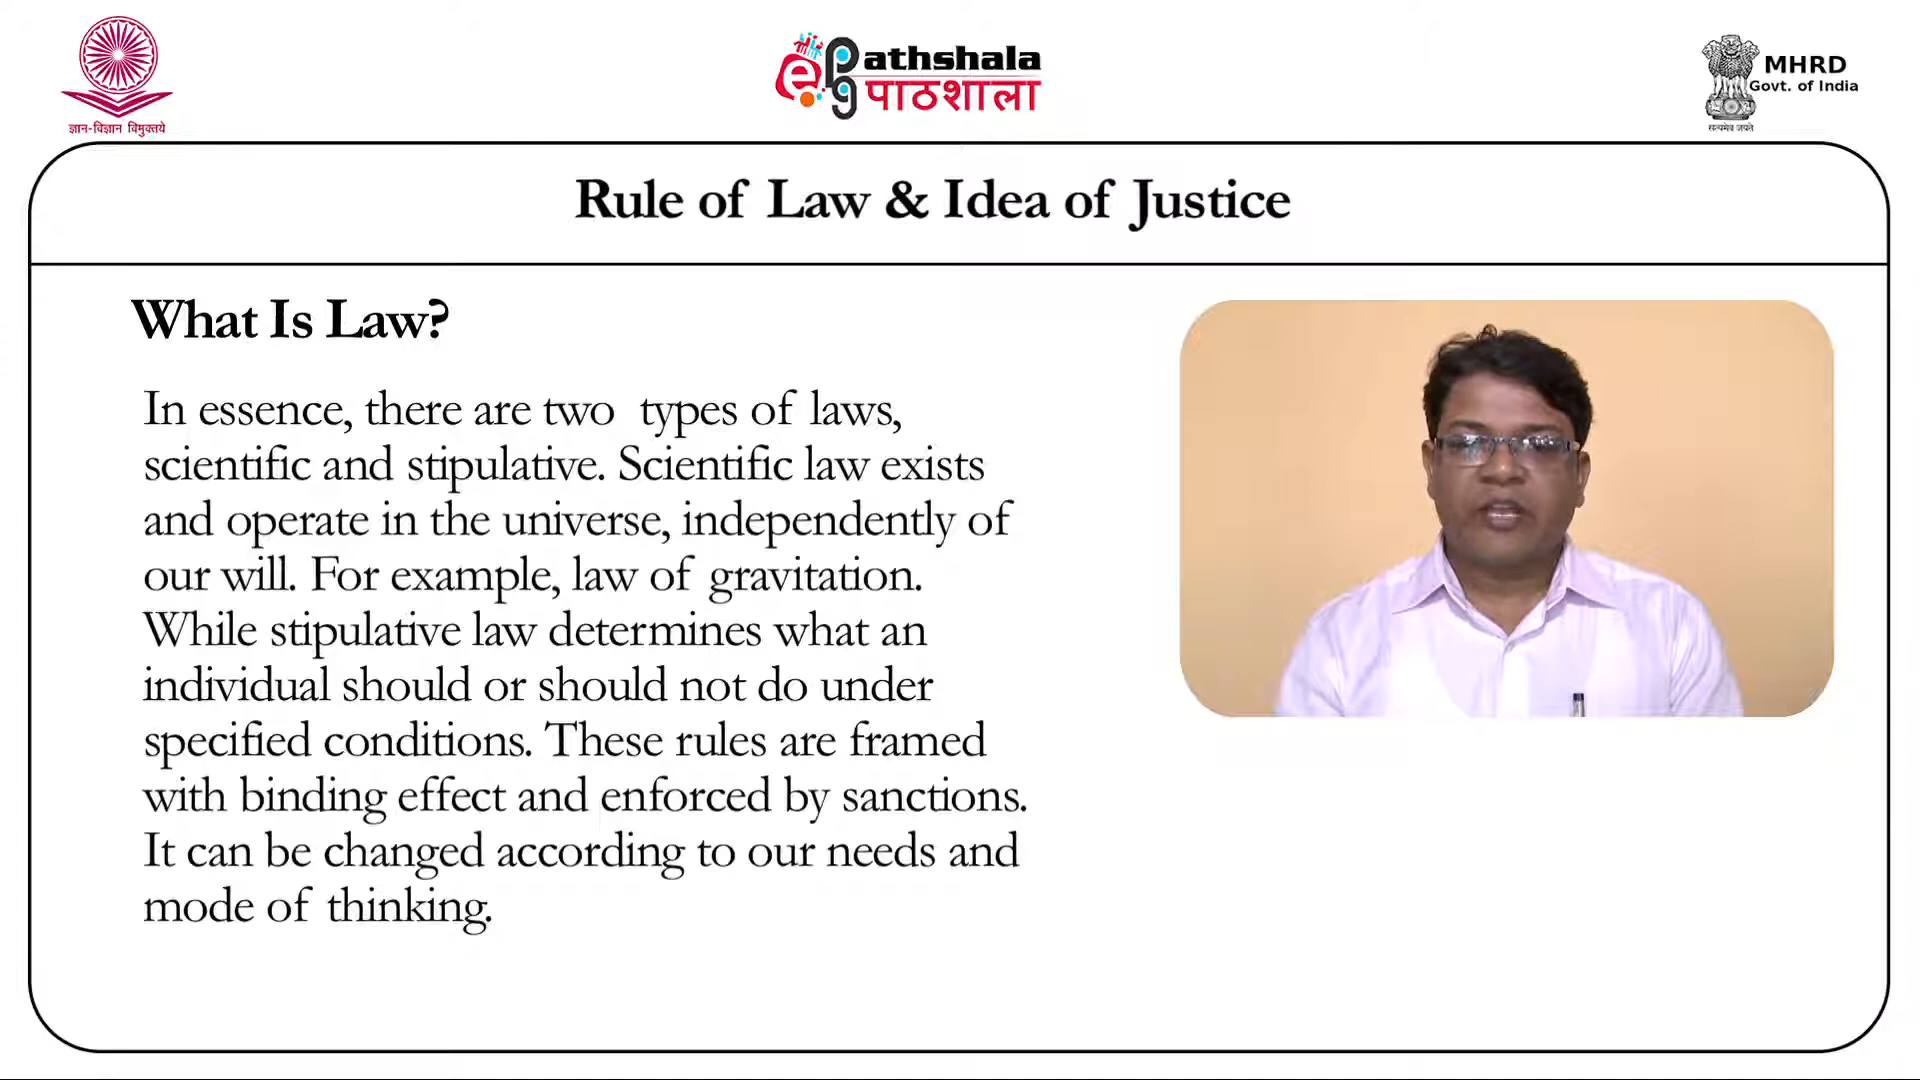 ज्ञान-विज्ञान विमुक्तये
ePG athshala
पाठशाला
MHRD
Govt. of India
सत्यमेव जयते
Rule of Law & Idea of Justice
What Is Law?
In essence, there are two types of laws,
scientific and stipulative. Scientific law exists
and operate in the universe, independently of
our will. For example, law of gravitation.
While stipulative law determines what an
individual should or should not do under
specified conditions. These rules are framed
with binding effect and enforced by sanctions.
It can be changed according to our needs and
mode of thinking.